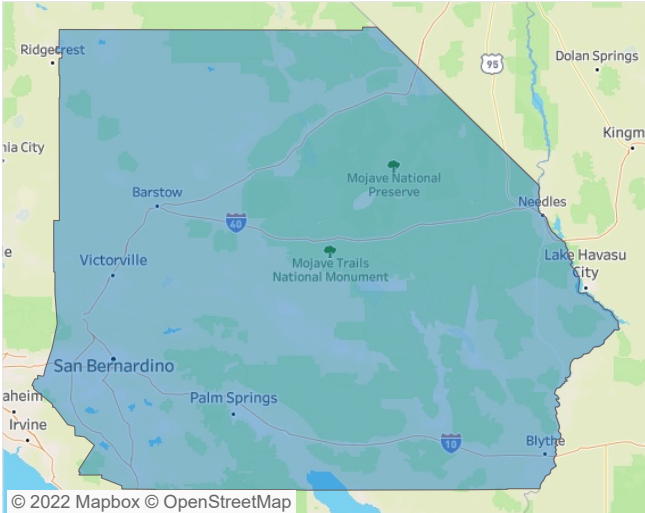 Ridgecrest
95
Dolan Springs
Kingm
nia City
Mojave National
Preserve
Barstow
Needles
40
e
Victorville
Mojave Trails
National Monument
Lake Havasu
City
San Bernardino
Palm Springs
aheim
Irvine
10
Blythe
© 2022 Mapbox © OpenStreetMap